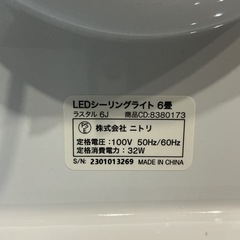 LEDシーリングライト 6畳
ラスタル 6J 商品CD:8380173
株式会社 ニトリ
定格電圧:100V 50Hz/60Hz
定格消費電力:32W
S/N: 2301013269 MADE IN CHINA